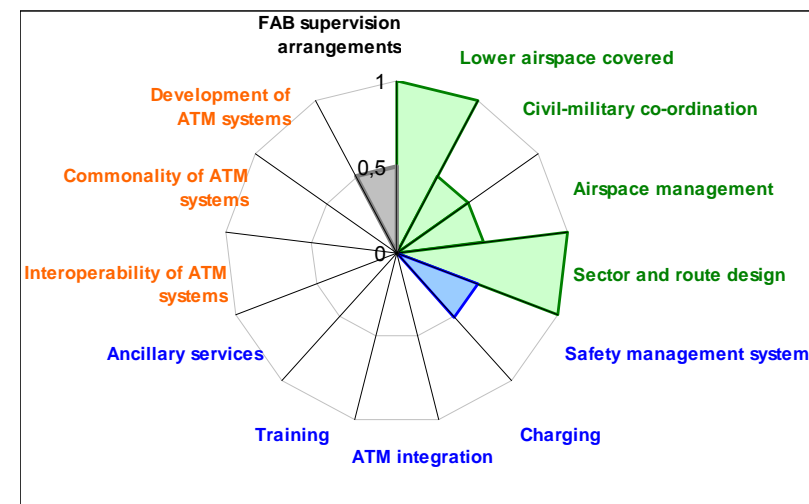 FAB supervision
arrangements
Lower airspace covered
Civil-military co-ordination
Airspace management
Sector and route design
Safety management system
Charging
ATM integration
Training
Ancillary services
Interoperability of ATM
systems
Commonality of ATM
systems
Development of
ATM systems
1
0,5
0